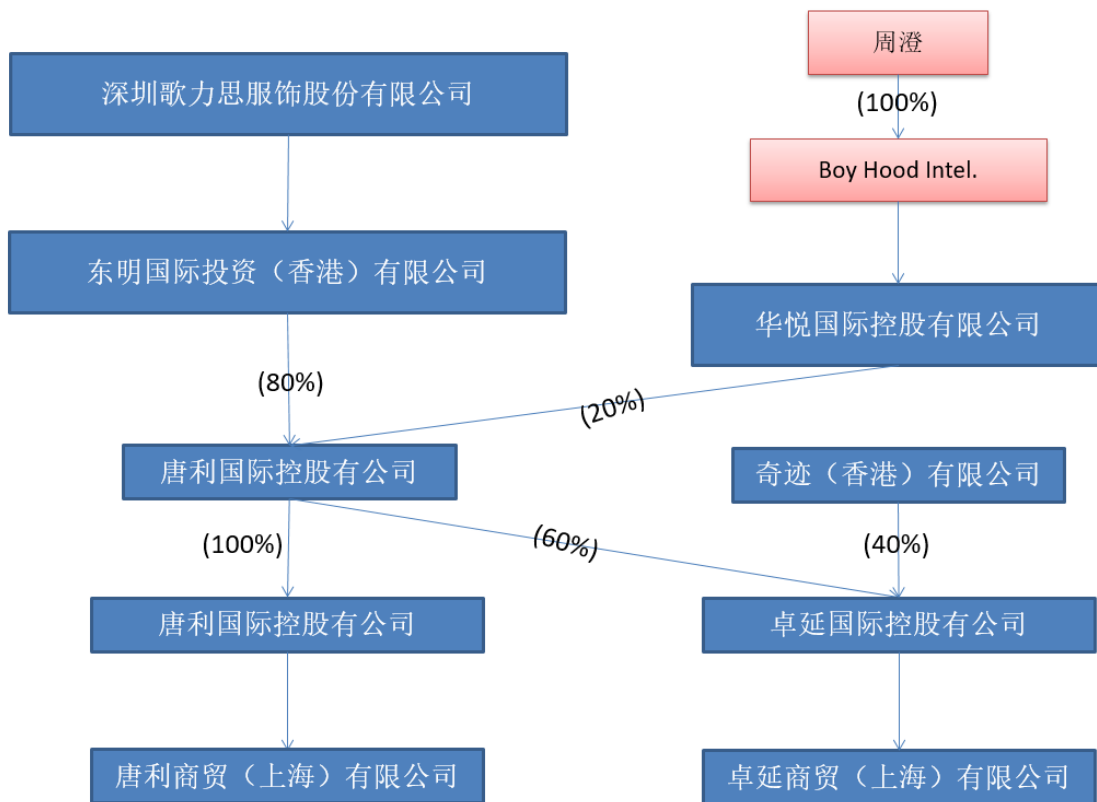 周澄
深圳歌力思服饰股份有限公司
(100%)
Boy Hood Intel.
东明国际投资（香港）有限公司
华悦国际控股有限公司
(80%)
(20%)
唐利国际控股有公司
奇迹（香港）有限公司
(100%)
(60%)
(40%)
唐利国际控股有公司
卓延国际控股有公司
唐利商贸（上海）有限公司
卓延商贸（上海）有限公司